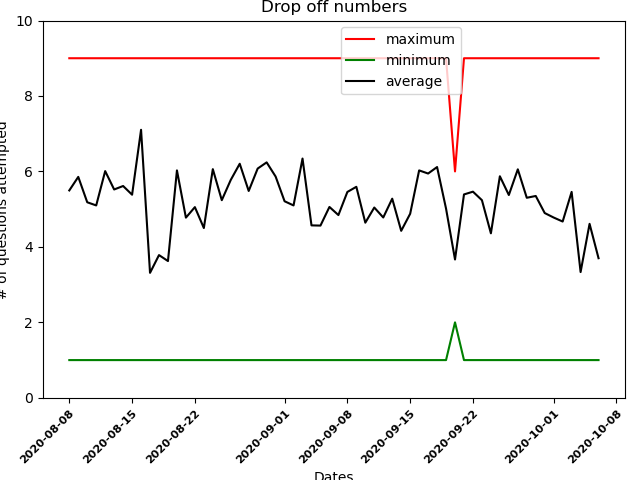 Drop off numbers
# of questions attempted
10
8
6
4
2
0
maximum
minimum
average
2020-08-08
2020-08-15
2020-08-22
2020-09-01
2020-09-08
2020-09-15
2020-09-22
2020-10-01
2020-10-08
Dates